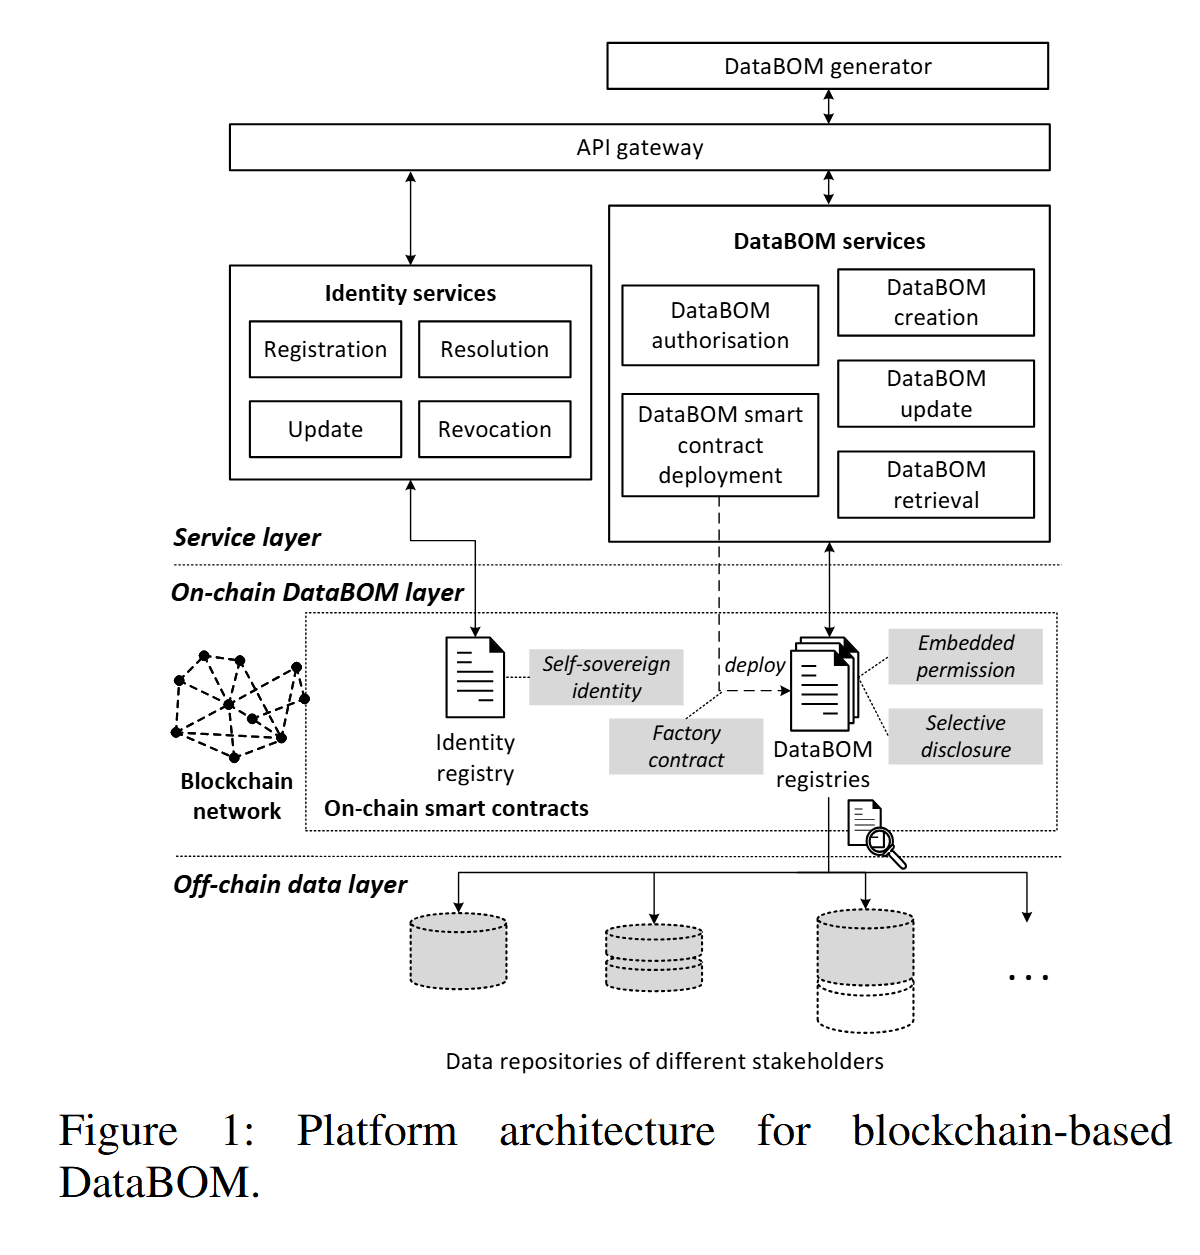 DataBOM generator
API gateway
DataBOM services
Identity services
Registration
Resolution
Update
Revocation
DataBOM
authorisation
DataBOM smart
contract
deployment
DataBOM
creation
DataBOM
update
DataBOM
retrieval
Service layer
On-chain DataBOM layer
Blockchain
network
Identity
registry
Self-sovereign
identity
deploy
Factory
contract
DataBOM
registries
Embedded
permission
Selective
disclosure
On-chain smart contracts
Off-chain data layer
...
Data repositories of different stakeholders
Figure 1: Platform architecture for blockchain-based
DataBOM.